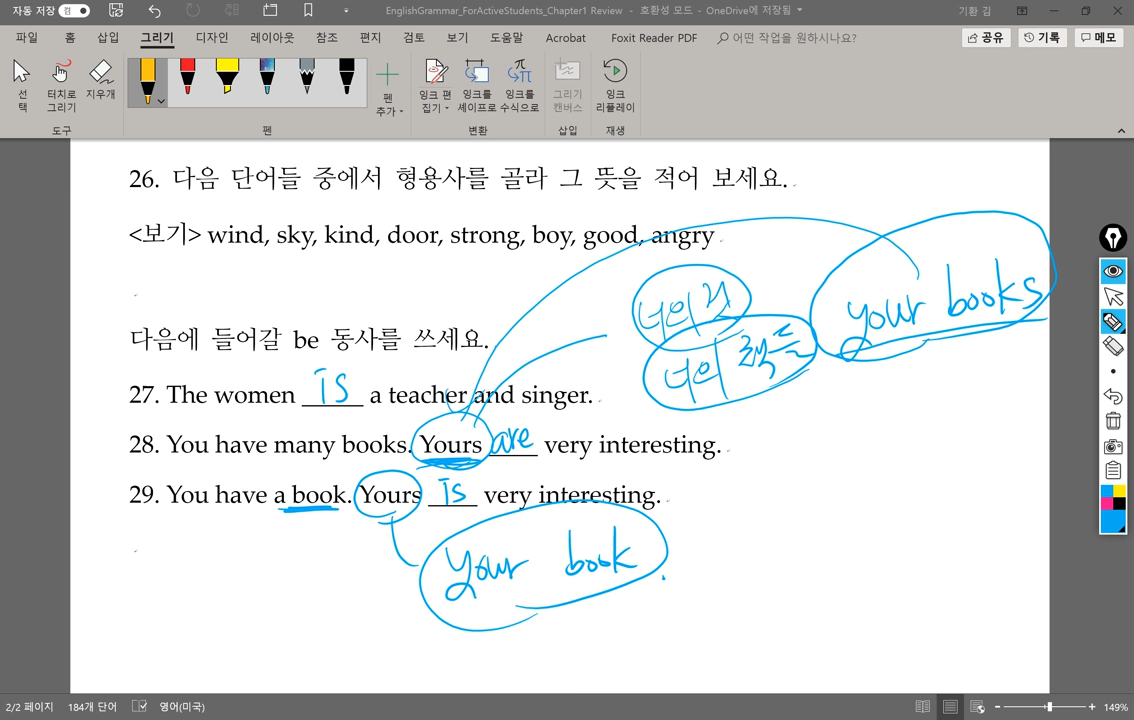 자동 저장 컴
EnglishGrammar_ForActiveStudents_Chapter1 Review - 호환성 모드 - OneDrive에 저장됨
기환 김
파일 홈 삽입 그리기 디자인 레이아웃 참조 편지 검토 보기 도움말 Acrobat Foxit Reader PDF 어떤 작업을 원하시나요? 공유 기록 메모
선택 터치로 그리기 지우개 펜 추가 잉크 편집기 잉크를 셰이프로 잉크를 수식으로 그리기 캔버스 잉크 리플레이
도구 펜 변환 삽입 재생
26. 다음 단어들 중에서 형용사를 골라 그 뜻을 적어 보세요.
<보기> wind, sky, kind, door, strong, boy, good, angry
너의 것
your books
너의 책들
다음에 들어갈 be 동사를 쓰세요.
27. The women is a teacher and singer.
28. You have many books. Yours are very interesting.
29. You have a book. Yours is very interesting.
your book.
2/2 페이지 184개 단어 영어(미국) 149%